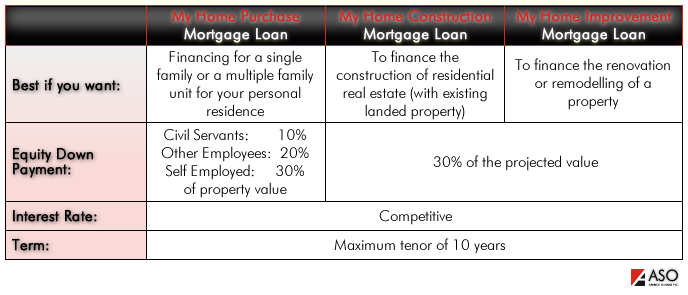 My Home Purchase
Mortgage Loan
My Home Construction
Mortgage Loan
My Home Improvement
Mortgage Loan
Best if you want:
Financing for a single
family or a multiple family
unit for your personal
residence
To finance the
construction of residential
real estate (with existing
landed property)
To finance the renovation
or remodelling of a
property
Equity Down
Payment:
Civil Servants: 10%
Other Employees: 20%
Self Employed: 30%
of property value
30% of the projected value
Interest Rate:
Competitive
Term:
Maximum tenor of 10 years
ASO